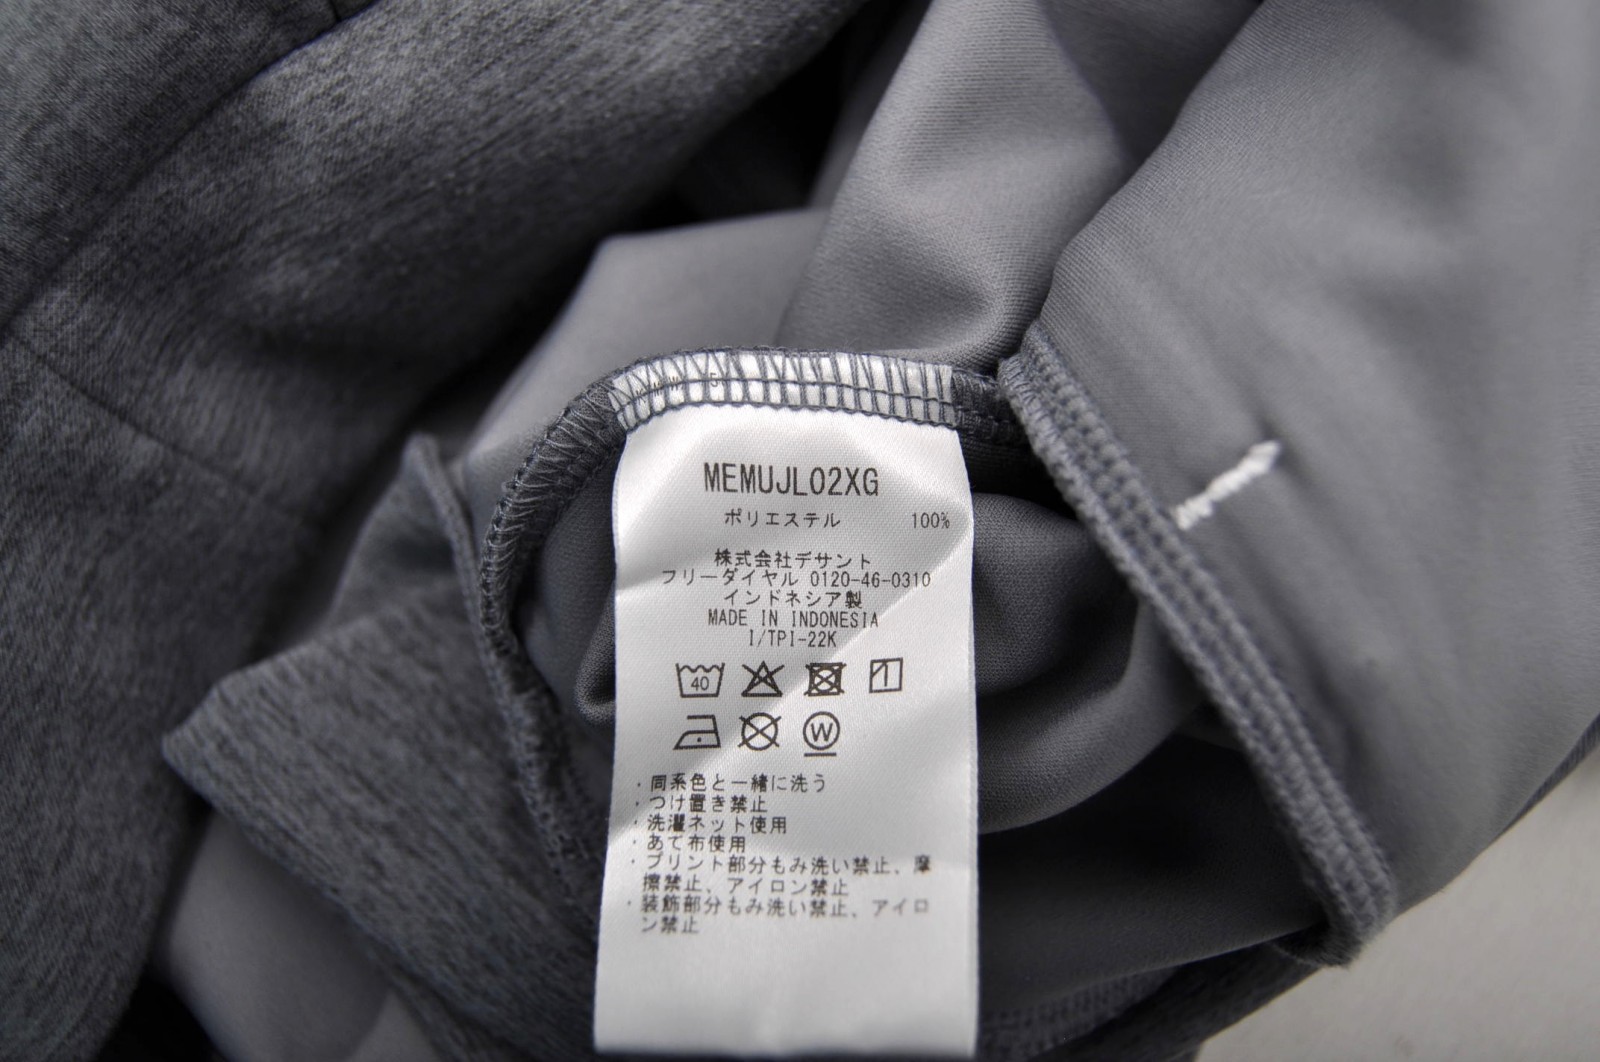 MEMUJL02XG
ポリエステル 100%
株式会社デサント
フリーダイヤル 0120-46-0310
インドネシア製
MADE IN INDONESIA
I/TPI-22K
40
W
・同系色と一緒に洗う
・つけ置き禁止
・洗濯ネット使用
・あて布使用
・プリント部分もみ洗い禁止、摩
擦禁止、アイロン禁止
・装飾部分もみ洗い禁止、アイロ
ン禁止